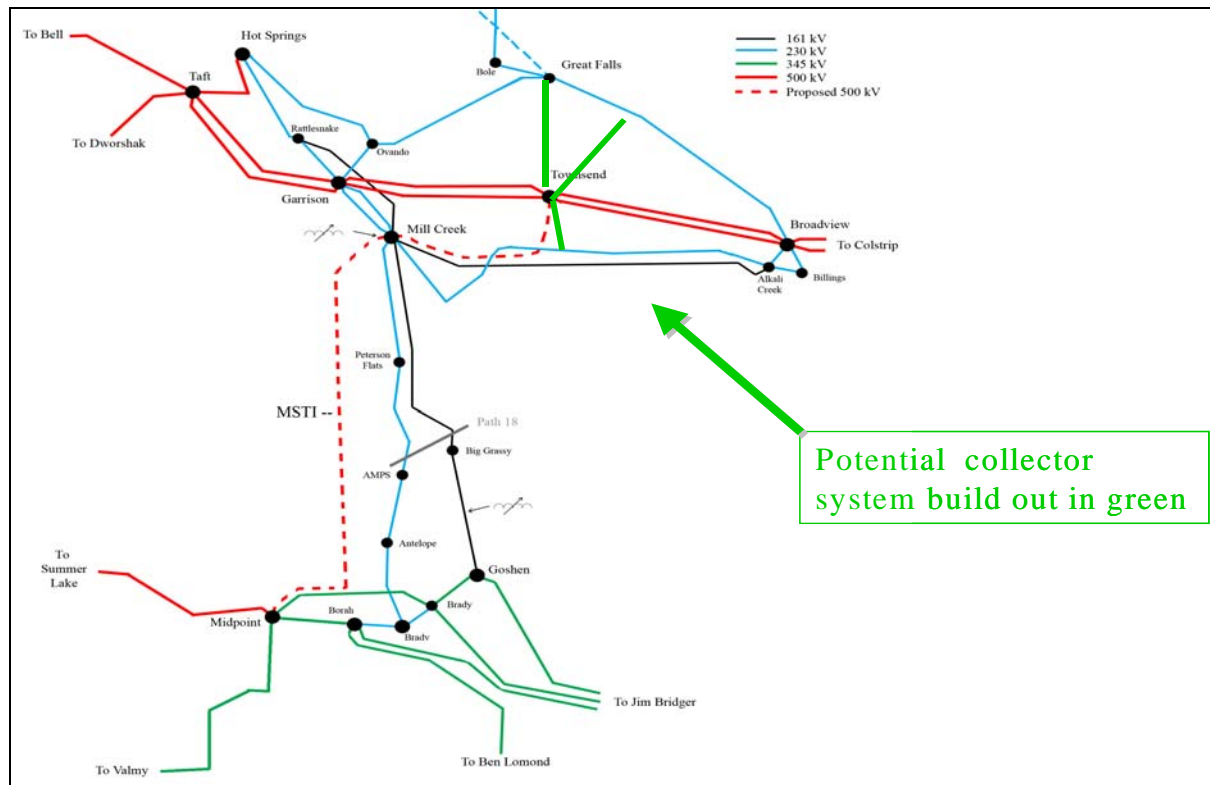 To Bell
Hot Springs
Taft
To Dworshak
Rattlesnake
Ovando
Garrison
Bole
Great Falls
161 kV
230 kV
345 kV
500 kV
Proposed 500 kV
Townsend
Mill Creek
Broadview
To Colstrip
Alkali
Creek
Billings
Peterson
Flats
MSTI --
Path 18
Big Grassy
AMPS
Antelope
Goshen
To
Summer
Lake
Midpoint
Borah
Brady
Brady
To Jim Bridger
To Valmy
To Ben Lomond
Potential collector
system build out in green